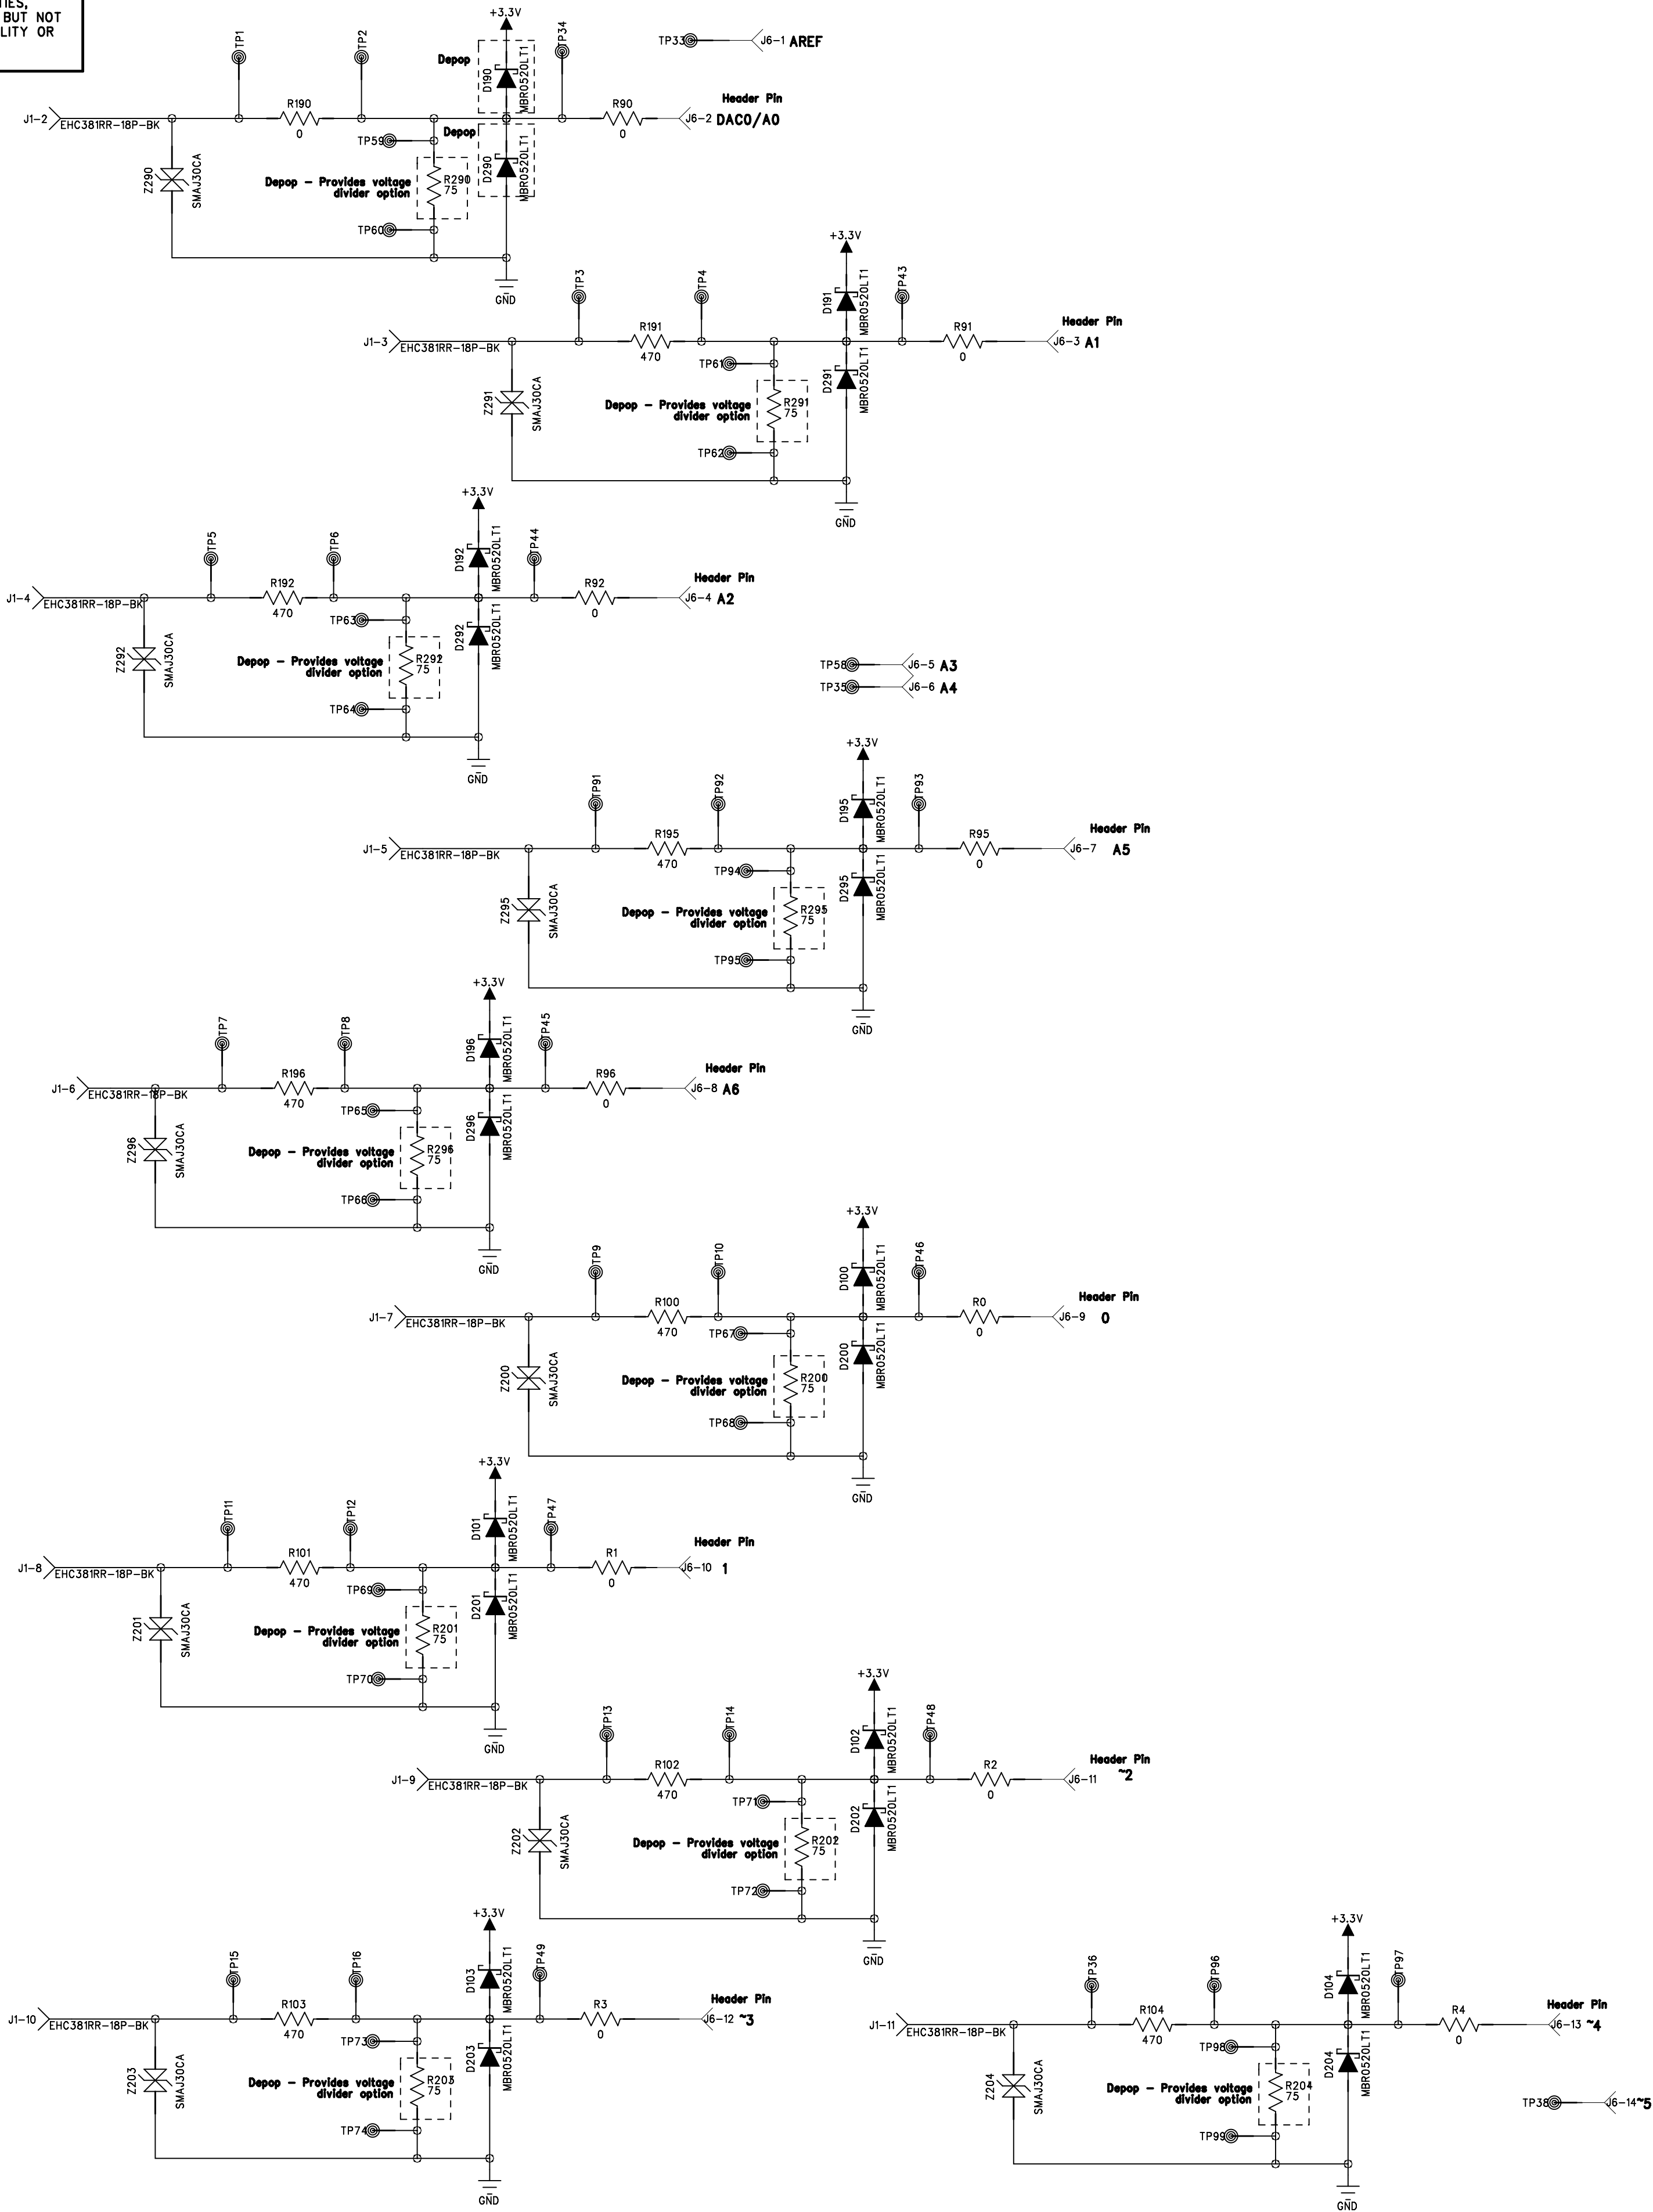 TIES,
BUT NOT
LITY OR
+3.3V
TP1
TP2
Depop
D190
MBR0520LT1
TP34
TP33
J6-1 AREF
J1-2
EHC381RR-18P-BK
R190
0
R90
0
Header Pin
J6-2 DAC0/A0
TP59
Depop
D290
MBR0520LT1
Z290
SMAJ30CA
Depop - Provides voltage
divider option
R290
75
TP60
GND
+3.3V
TP3
TP4
D191
MBR0520LT1
TP43
J1-3
EHC381RR-18P-BK
R191
470
R91
0
Header Pin
J6-3 A1
TP61
D291
MBR0520LT1
Z291
SMAJ30CA
Depop - Provides voltage
divider option
R291
75
TP62
GND
+3.3V
TP5
TP6
D192
MBR0520LT1
TP44
J1-4
EHC381RR-18P-BK
R192
470
R92
0
Header Pin
J6-4 A2
TP63
D292
MBR0520LT1
Z292
SMAJ30CA
Depop - Provides voltage
divider option
R292
75
TP64
GND
TP58
J6-5 A3
TP35
J6-6 A4
+3.3V
TP91
TP92
D195
MBR0520LT1
TP93
J1-5
EHC381RR-18P-BK
R195
470
R95
0
Header Pin
J6-7 A5
TP94
D295
MBR0520LT1
Z295
SMAJ30CA
Depop - Provides voltage
divider option
R295
75
TP95
GND
+3.3V
TP7
TP8
D196
MBR0520LT1
TP45
J1-6
EHC381RR-18P-BK
R196
470
R96
0
Header Pin
J6-8 A6
TP65
D296
MBR0520LT1
Z296
SMAJ30CA
Depop - Provides voltage
divider option
R296
75
TP66
GND
+3.3V
TP9
TP10
D100
MBR0520LT1
TP46
J1-7
EHC381RR-18P-BK
R100
470
R0
0
Header Pin
J6-9 0
TP67
D200
MBR0520LT1
Z200
SMAJ30CA
Depop - Provides voltage
divider option
R200
75
TP68
GND
+3.3V
TP11
TP12
D101
MBR0520LT1
TP47
J1-8
EHC381RR-18P-BK
R101
470
R1
0
Header Pin
J6-10 1
TP69
D201
MBR0520LT1
Z201
SMAJ30CA
Depop - Provides voltage
divider option
R201
75
TP70
GND
+3.3V
TP13
TP14
D102
MBR0520LT1
TP48
J1-9
EHC381RR-18P-BK
R102
470
R2
0
Header Pin
J6-11 ~2
TP71
D202
MBR0520LT1
Z202
SMAJ30CA
Depop - Provides voltage
divider option
R202
75
TP72
GND
+3.3V
TP15
TP16
D103
MBR0520LT1
TP49
J1-10
EHC381RR-18P-BK
R103
470
R3
0
Header Pin
J6-12 ~3
TP73
D203
MBR0520LT1
Z203
SMAJ30CA
Depop - Provides voltage
divider option
R203
75
TP74
GND
+3.3V
TP36
TP96
D104
MBR0520LT1
TP97
J1-11
EHC381RR-18P-BK
R104
470
R4
0
Header Pin
J6-13 ~4
TP98
D204
MBR0520LT1
Z204
SMAJ30CA
Depop - Provides voltage
divider option
R204
75
TP99
GND
TP38
J6-14~5